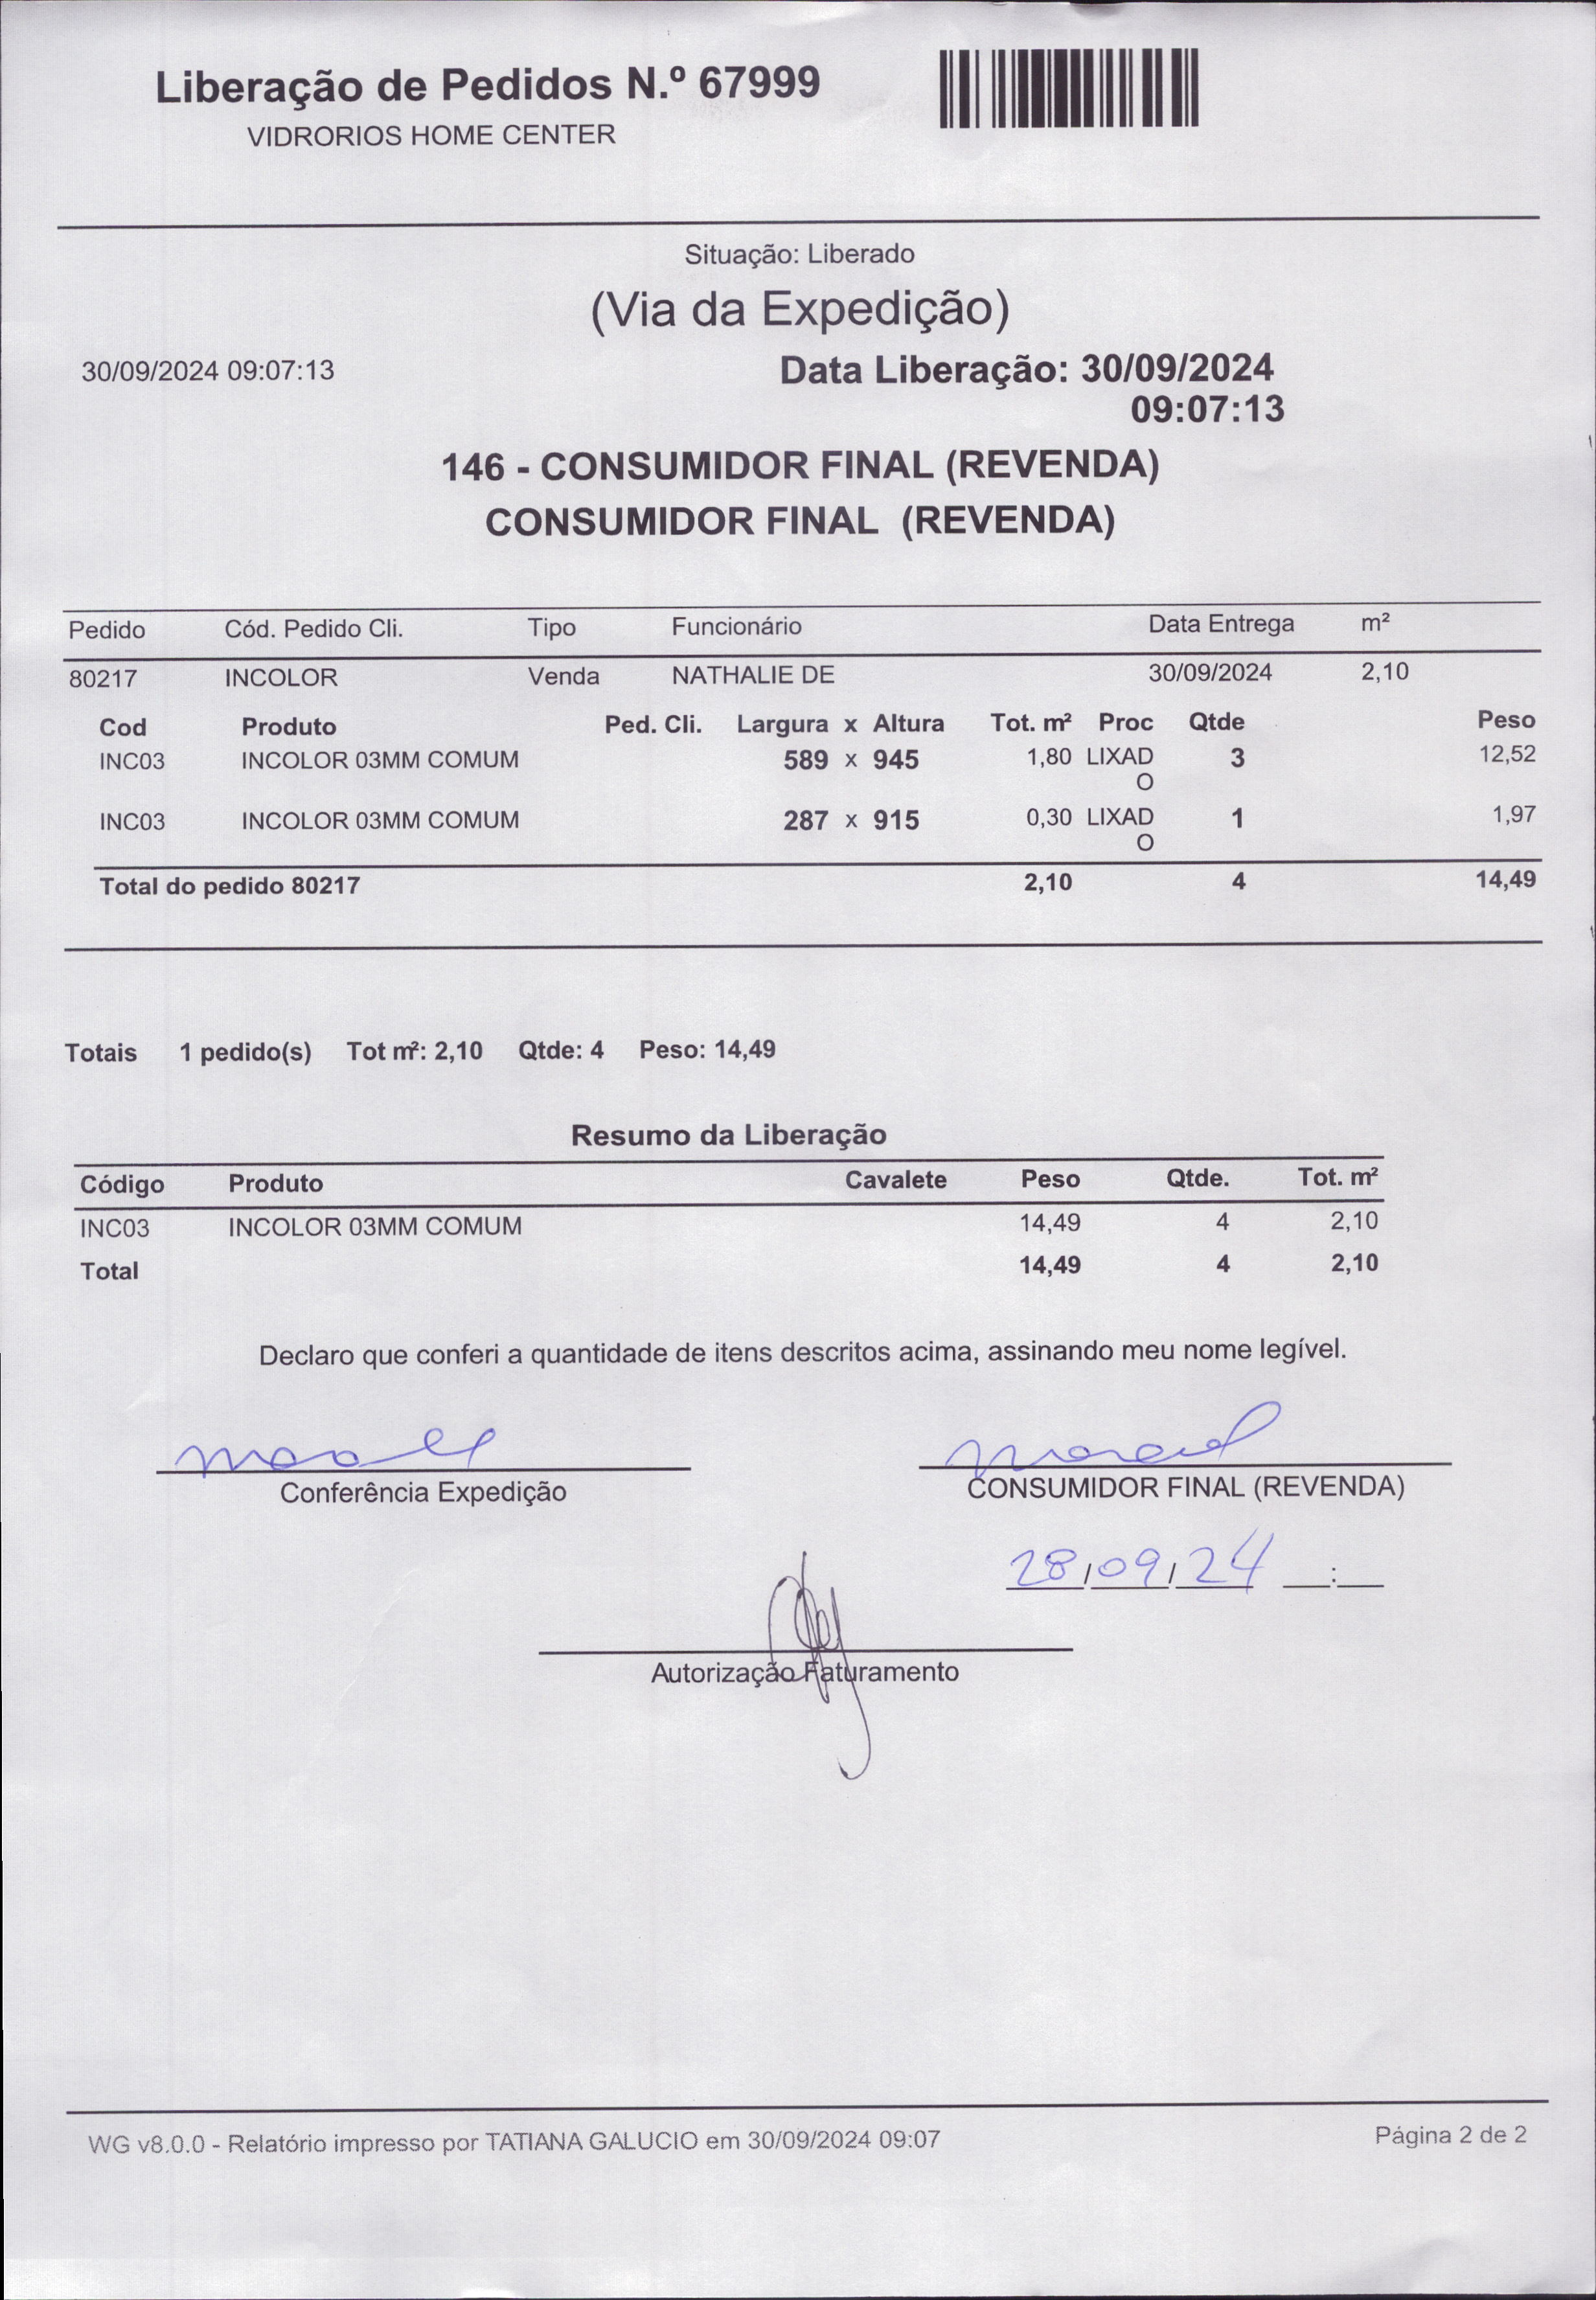 Liberação de Pedidos N.º 67999
VIDRORIOS HOME CENTER
Situação: Liberado
(Via da Expedição)
30/09/2024 09:07:13
Data Liberação: 30/09/2024
09:07:13
146 - CONSUMIDOR FINAL (REVENDA)
CONSUMIDOR FINAL (REVENDA)
Pedido Cód. Pedido Cli. Tipo Funcionário Data Entrega m²
80217 INCOLOR Venda NATHALIE DE 30/09/2024 2,10
Cod Produto Ped. Cli. Largura x Altura Tot. m² Proc Qtde Peso
INC03 INCOLOR 03MM COMUM 589 x 945 1,80 LIXAD 3 12,52
O
INC03 INCOLOR 03MM COMUM 287 x 915 0,30 LIXAD 1 1,97
O
Total do pedido 80217 2,10 4 14,49
Totais 1 pedido(s) Tot m²: 2,10 Qtde: 4 Peso: 14,49
Resumo da Liberação
Código Produto Cavalete Peso Qtde. Tot. m²
INC03 INCOLOR 03MM COMUM 14,49 4 2,10
Total 14,49 4 2,10
Declaro que conferi a quantidade de itens descritos acima, assinando meu nome legível.
Conferência Expedição CONSUMIDOR FINAL (REVENDA)
28/09/24 __:__
Autorização Faturamento
WG v8.0.0 - Relatório impresso por TATIANA GALUCIO em 30/09/2024 09:07 Página 2 de 2